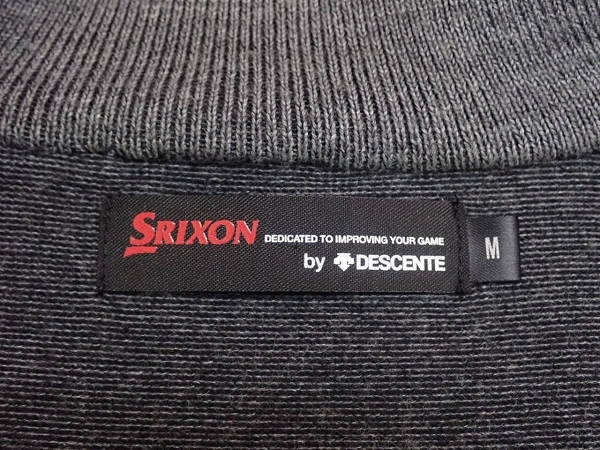 SRIXON DEDICATED TO IMPROVING YOUR GAME
by DESCENTE
M